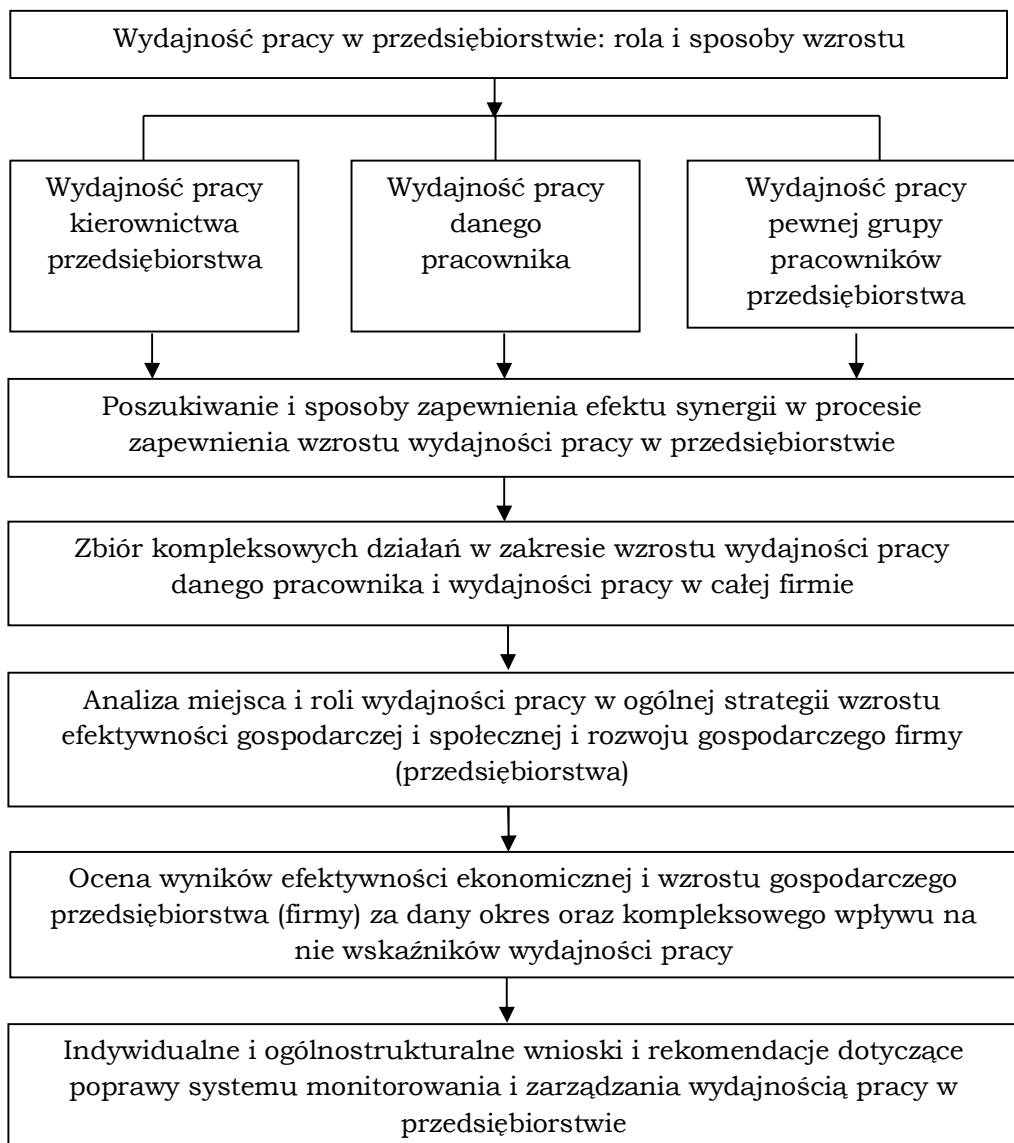 Wydajność pracy w przedsiębiorstwie: rola i sposoby wzrostu
Wydajność pracy
kierownictwa
przedsiębiorstwa
Wydajność pracy
danego
pracownika
Wydajność pracy
pewnej grupy
pracowników
przedsiębiorstwa
Poszukiwanie i sposoby zapewnienia efektu synergii w procesie
zapewnienia wzrostu wydajności pracy w przedsiębiorstwie
Zbiór kompleksowych działań w zakresie wzrostu wydajności pracy
danego pracownika i wydajności pracy w całej firmie
Analiza miejsca i roli wydajności pracy w ogólnej strategii wzrostu
efektywności gospodarczej i społecznej i rozwoju gospodarczego firmy
(przedsiębiorstwa)
Ocena wyników efektywności ekonomicznej i wzrostu gospodarczego
przedsiębiorstwa (firmy) za dany okres oraz kompleksowego wpływu na
nie wskaźników wydajności pracy
Indywidualne i ogólnostrukturalne wnioski i rekomendacje dotyczące
poprawy systemu monitorowania i zarządzania wydajnością pracy w
przedsiębiorstwie